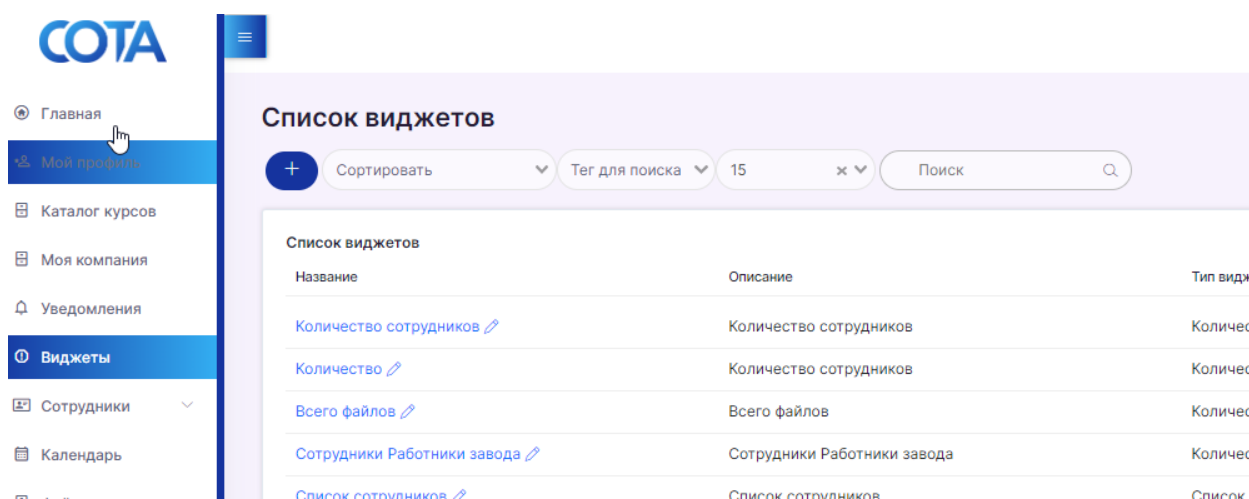 СОТА
Главная
Мой профиль
Каталог курсов
Моя компания
Уведомления
Виджеты
Сотрудники
Календарь
Список виджетов
Сортировать
Тег для поиска
15
Поиск
Список виджетов
Название Описание Тип
Количество сотрудников Количество сотрудников
Количество Количество сотрудников
Всего файлов Всего файлов
Сотрудники Работники завода Сотрудники Работники завода
Список сотрудников Список сотрудников Список